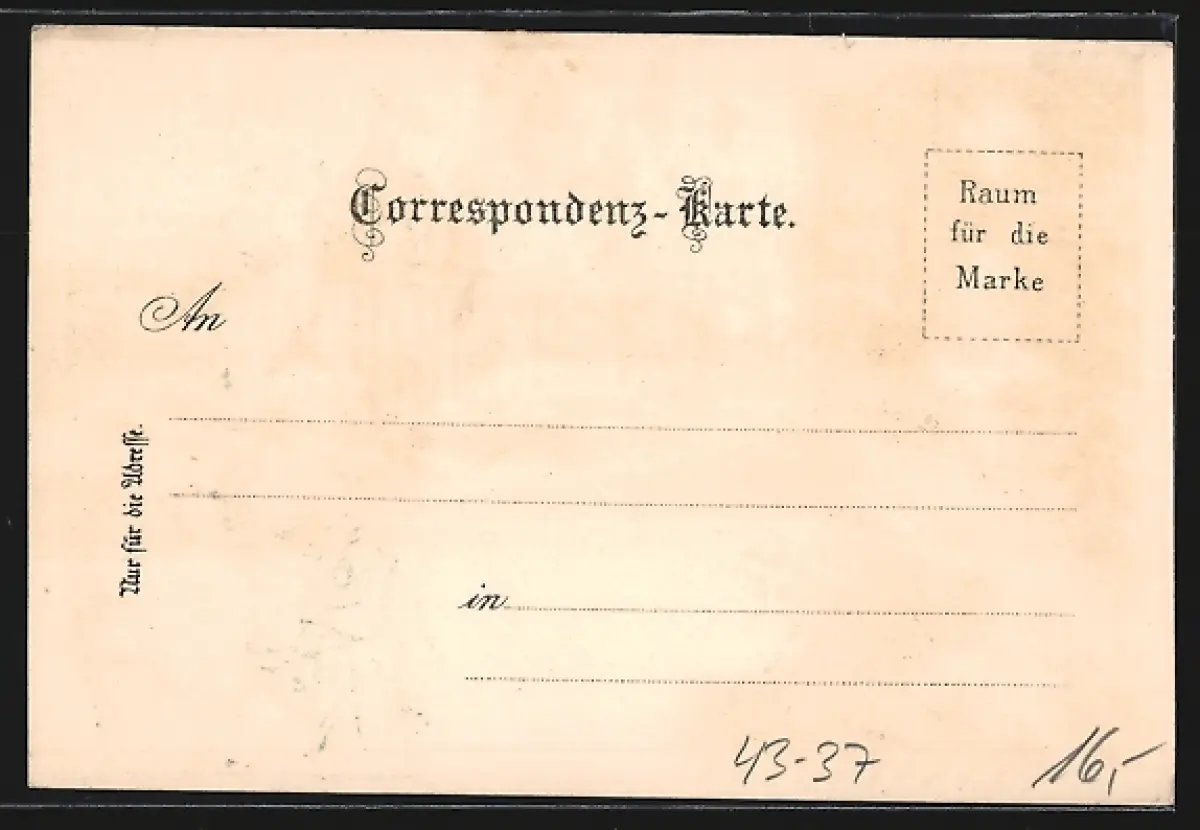 Correspondenz-Karte.
Raum
für die
Marke
An
Nur für die Adresse.
in
43-37
16,-